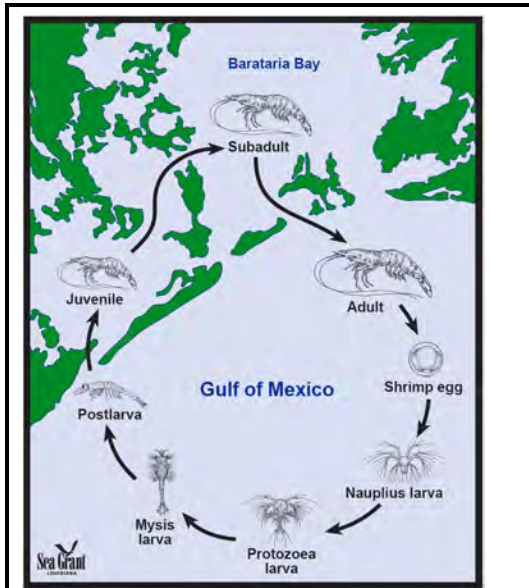 Barataria Bay
Subadult
Juvenile
Adult
Shrimp egg
Gulf of Mexico
Postlarva
Nauplius larva
Mysis
larva
Protozoea
larva
Sea Grant
LOUISIANA